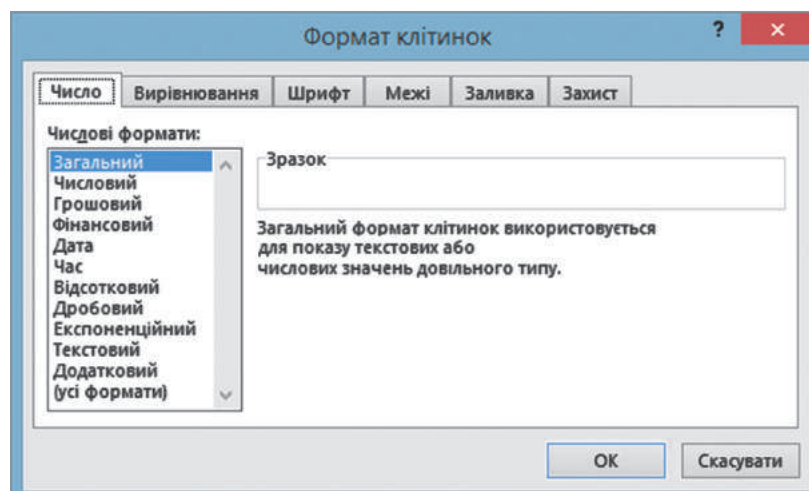 Формат клітинок
?
×
Число Вирівнювання Шрифт Межі Заливка Захист
Числові формати:
Загальний
Числовий
Грошовий
Фінансовий
Дата
Час
Відсотковий
Дробовий
Експоненційний
Текстовий
Додатковий
(усі формати)
Зразок
Загальний формат клітинок використовується
для показу текстових або
числових значень довільного типу.
ОК Скасувати